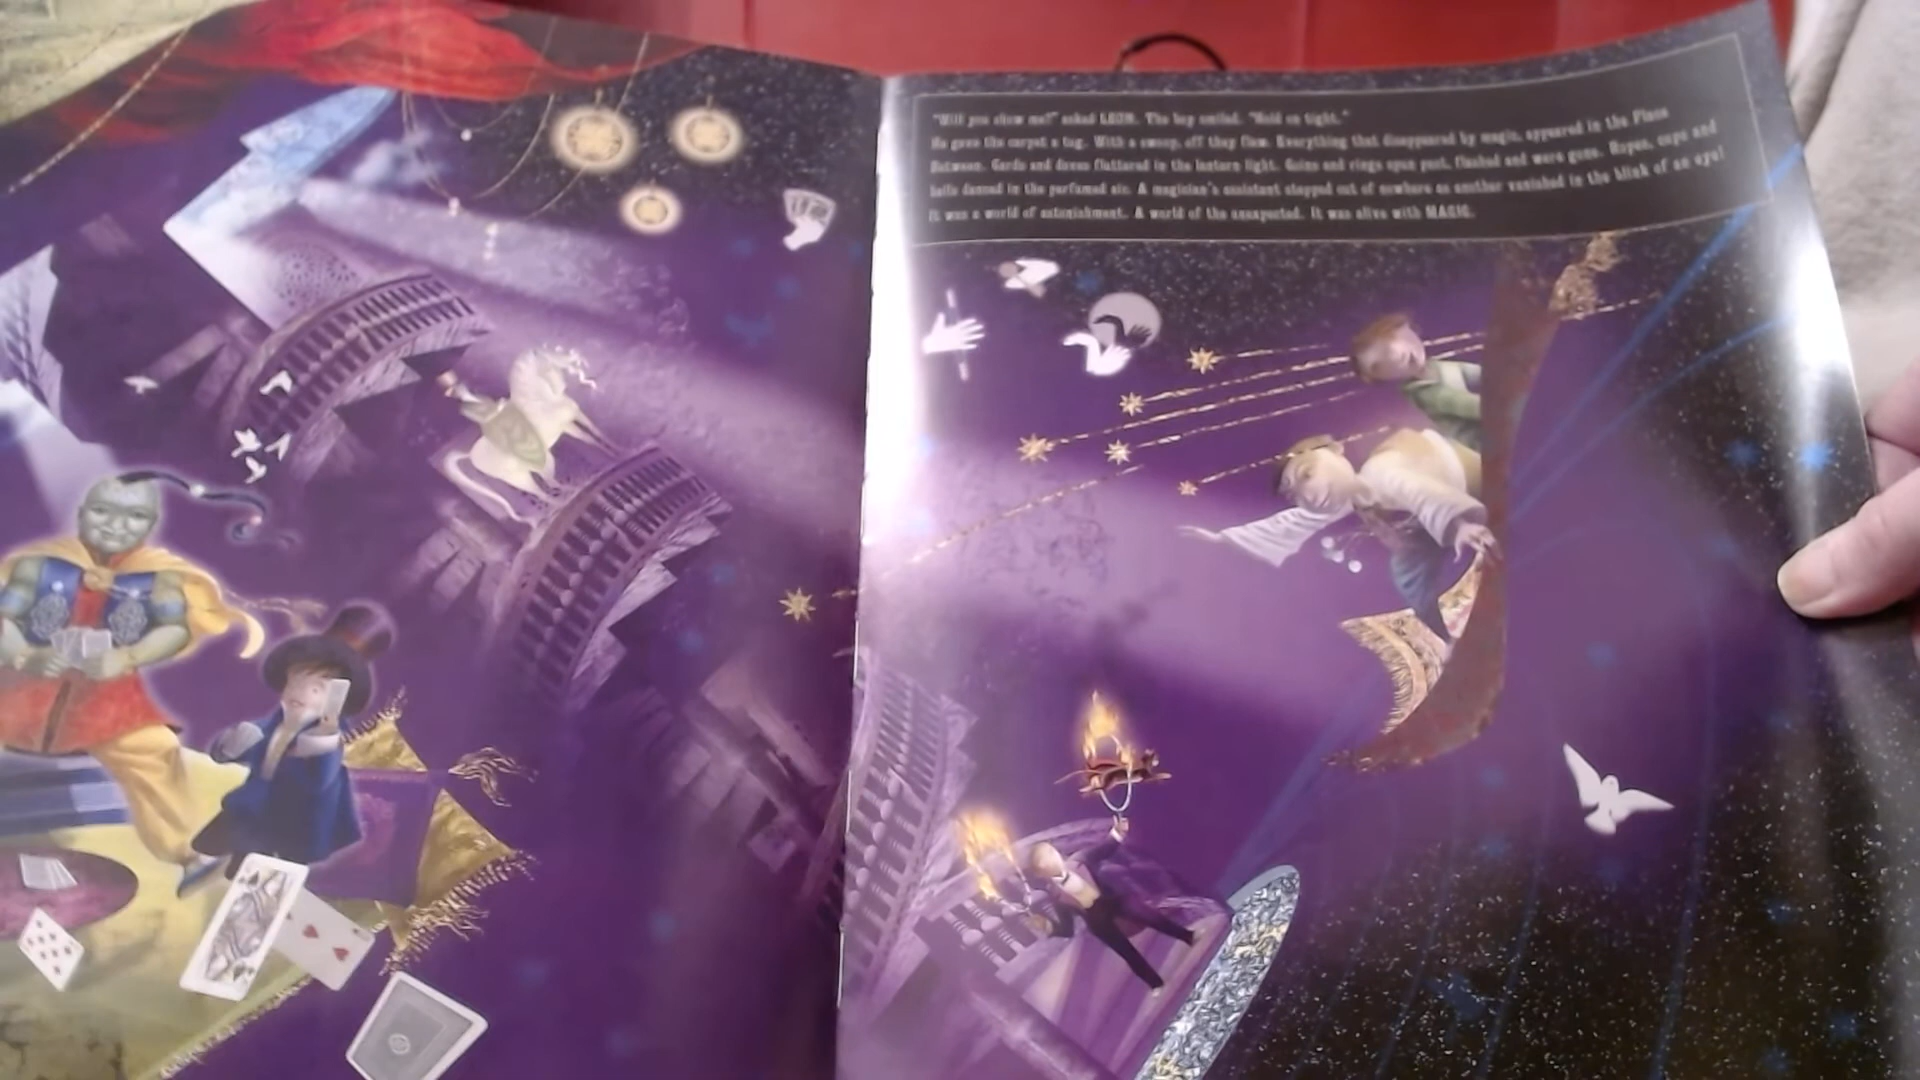 "Will you show me?" asked LEON. The boy smiled. "Hold on tight."
He gave the carpet a tug. With a swoop, off they flew. Everything that disappeared by magic, appeared in the Place
Between. Cards and doves fluttered in the lantern light. Coins and rings spun past, flashed and were gone. Ropes, cups and
balls danced in the perfumed air. A magician's assistant stepped out of nowhere as another vanished in the blink of an eye!
It was a world of astonishment. A world of the unexpected. It was alive with MAGIC.